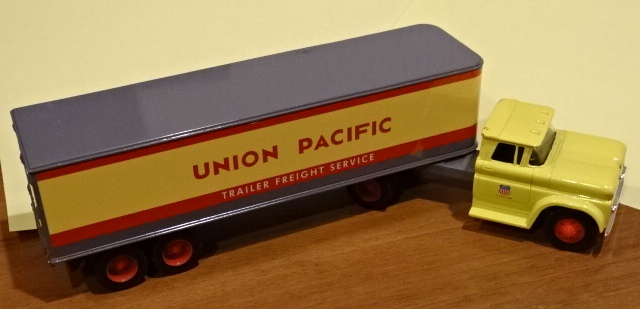 UNION PACIFIC
TRAILER FREIGHT SERVICE